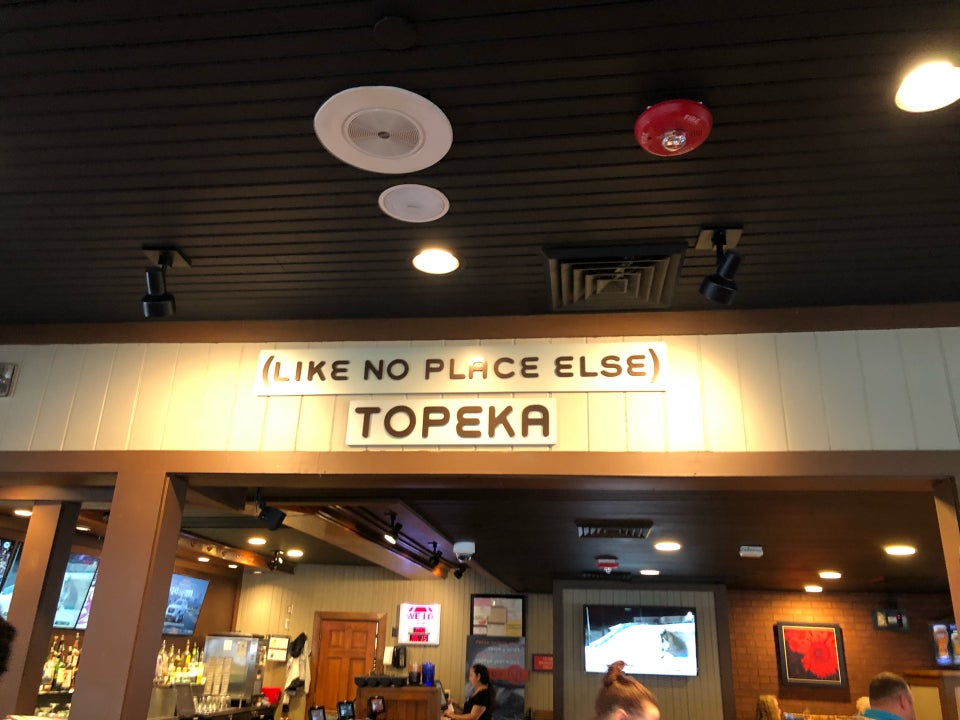 FIRE
(LIKE NO PLACE ELSE)
TOPEKA
WE ID